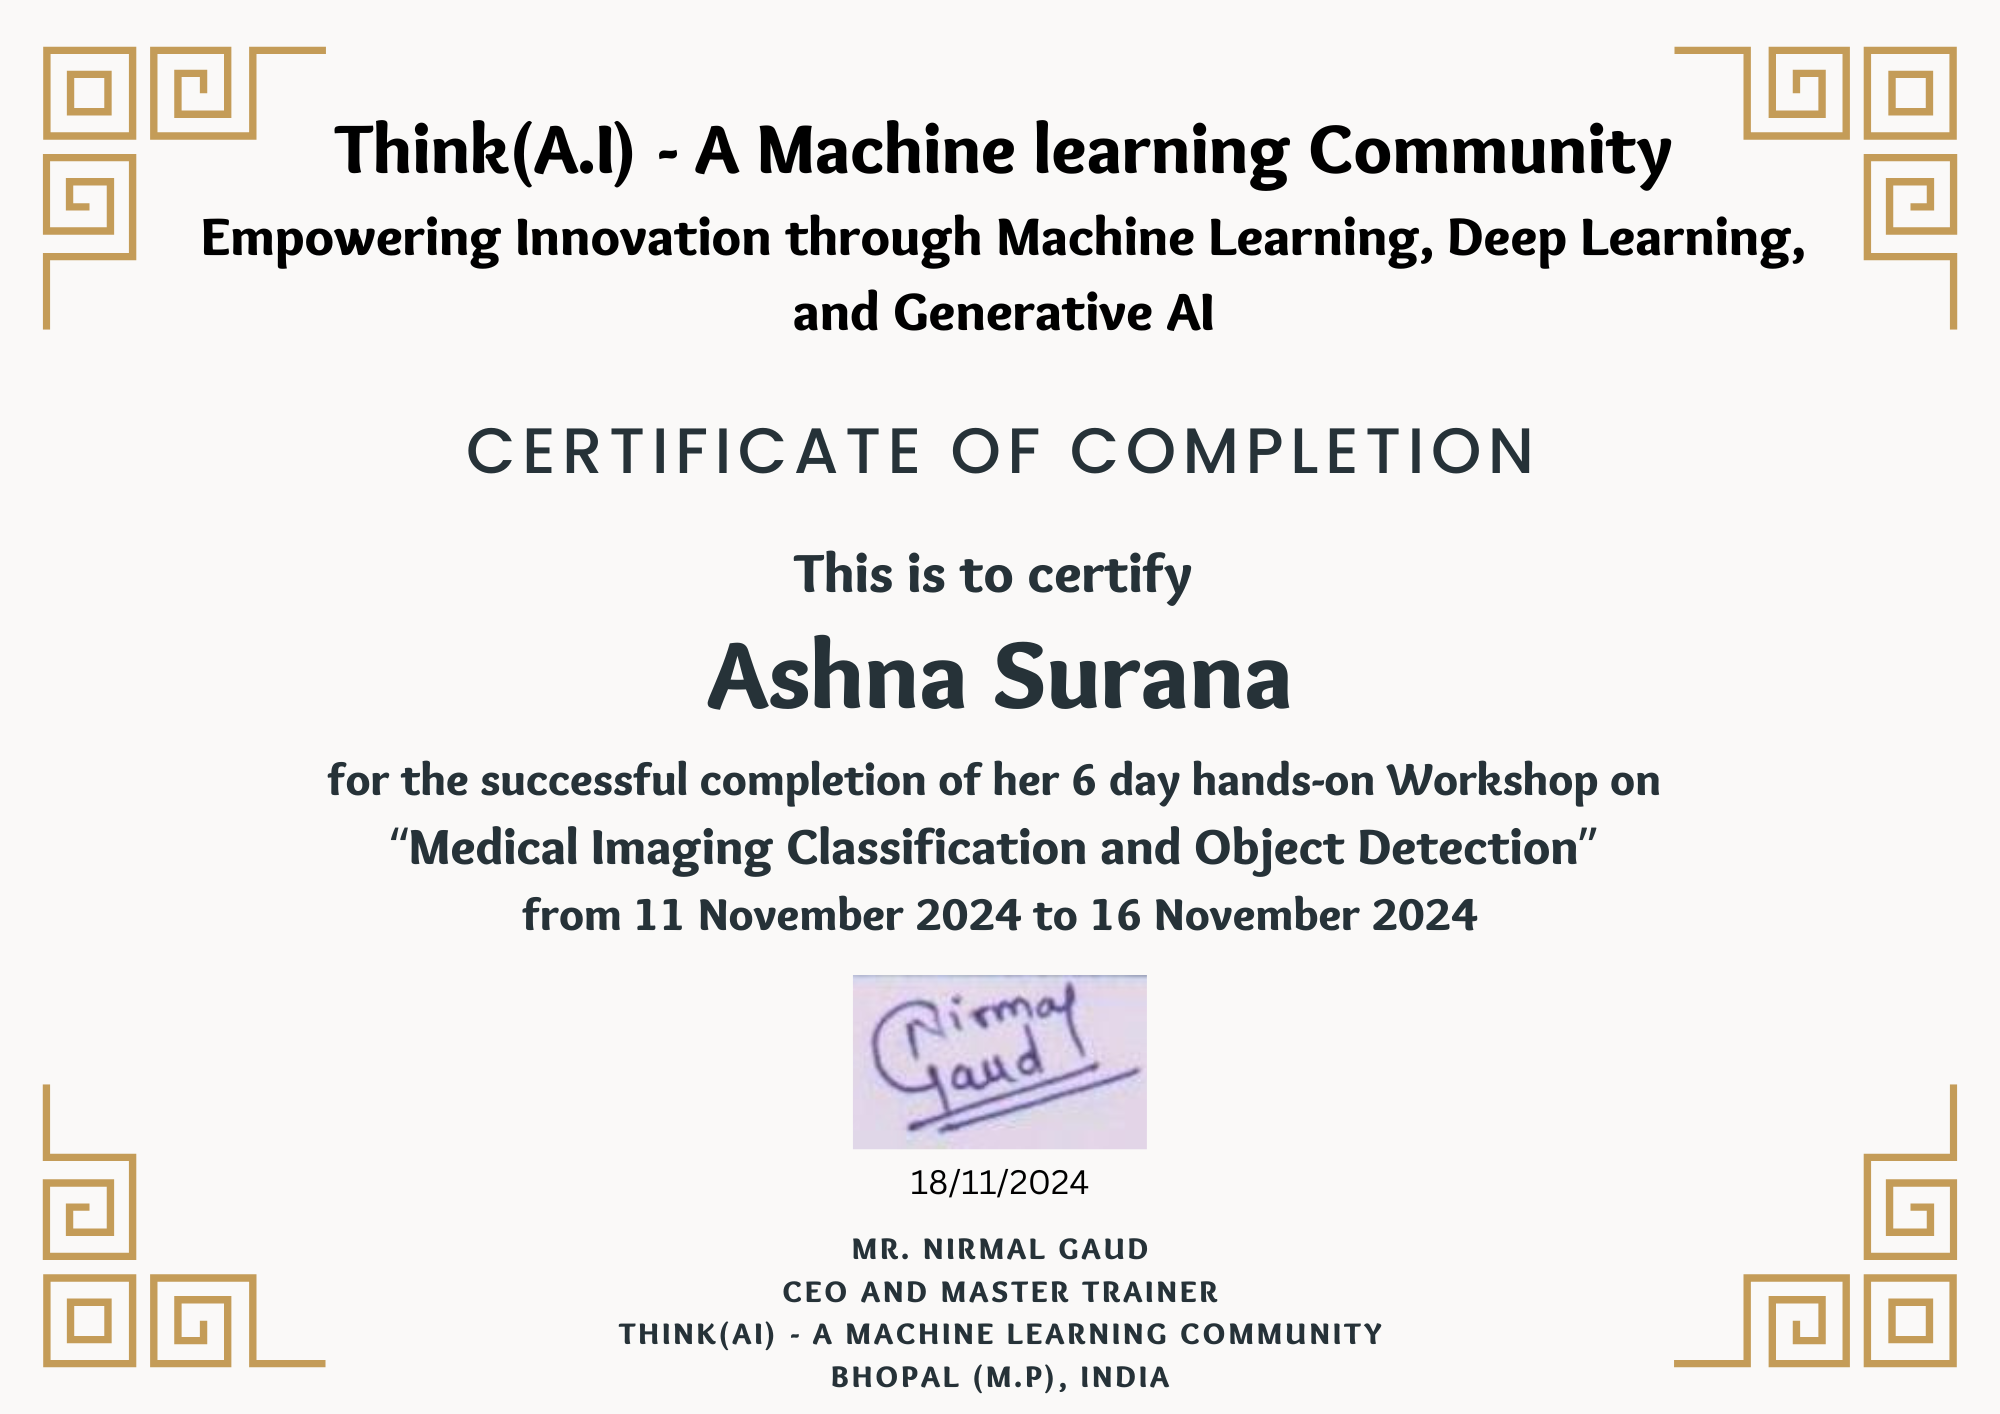 Think(A.I) - A Machine learning Community
Empowering Innovation through Machine Learning, Deep Learning,
and Generative AI
CERTIFICATE OF COMPLETION
This is to certify
Ashna Surana
for the successful completion of her 6 day hands-on Workshop on
“Medical Imaging Classification and Object Detection”
from 11 November 2024 to 16 November 2024
Nirmal
Gaud
18/11/2024
MR. NIRMAL GAUD
CEO AND MASTER TRAINER
THINK(AI) - A MACHINE LEARNING COMMUNITY
BHOPAL (M.P), INDIA